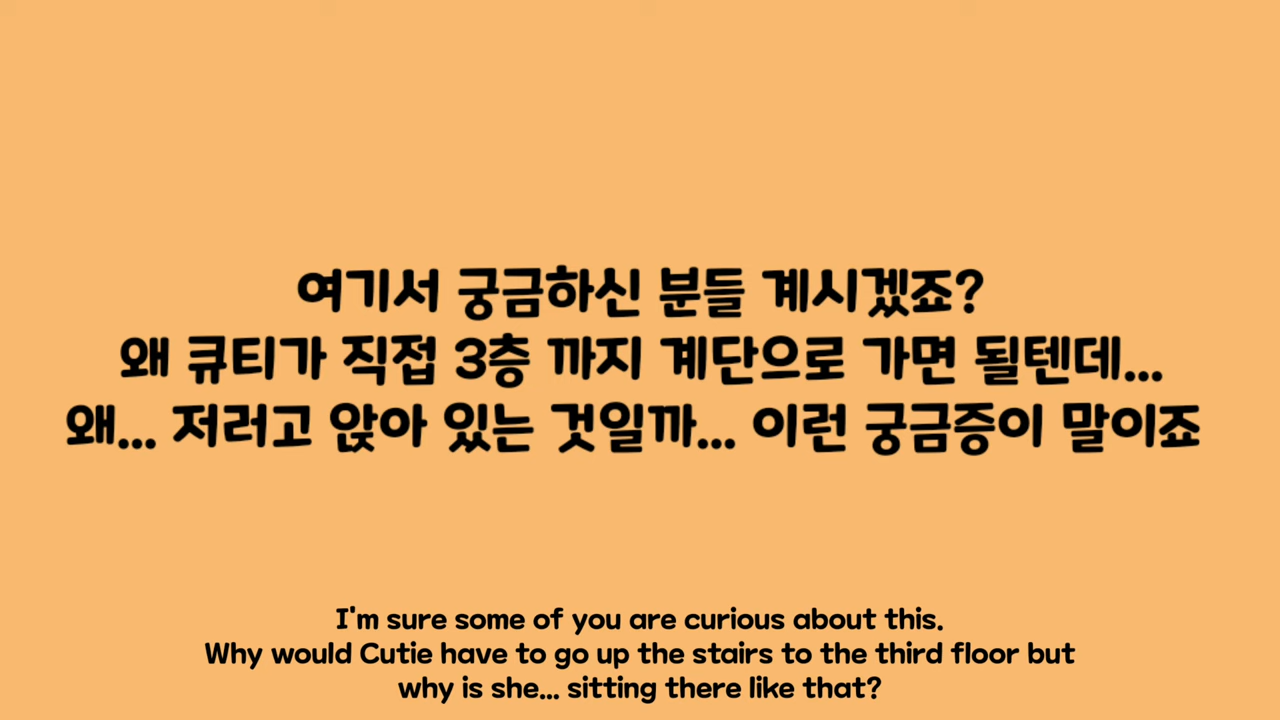 여기서 궁금하신 분들 계시겠죠?
왜 큐티가 직접 3층 까지 계단으로 가면 될텐데...
왜... 저러고 앉아 있는 것일까... 이런 궁금증이 말이죠
I'm sure some of you are curious about this.
Why would Cutie have to go up the stairs to the third floor but
why is she... sitting there like that?